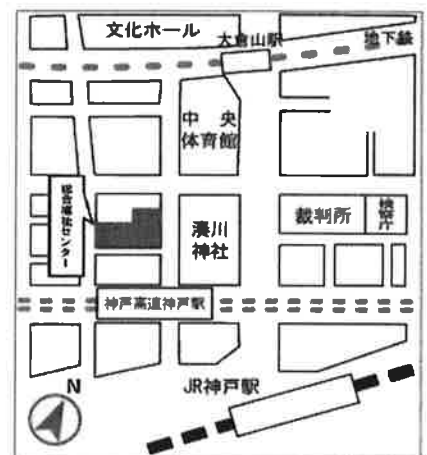 文化ホール
大倉山駅
地下鉄
中央
体育館
総合福祉センター
湊川
神社
裁判所
検察庁
神戸高速神戸駅
JR神戸駅
N